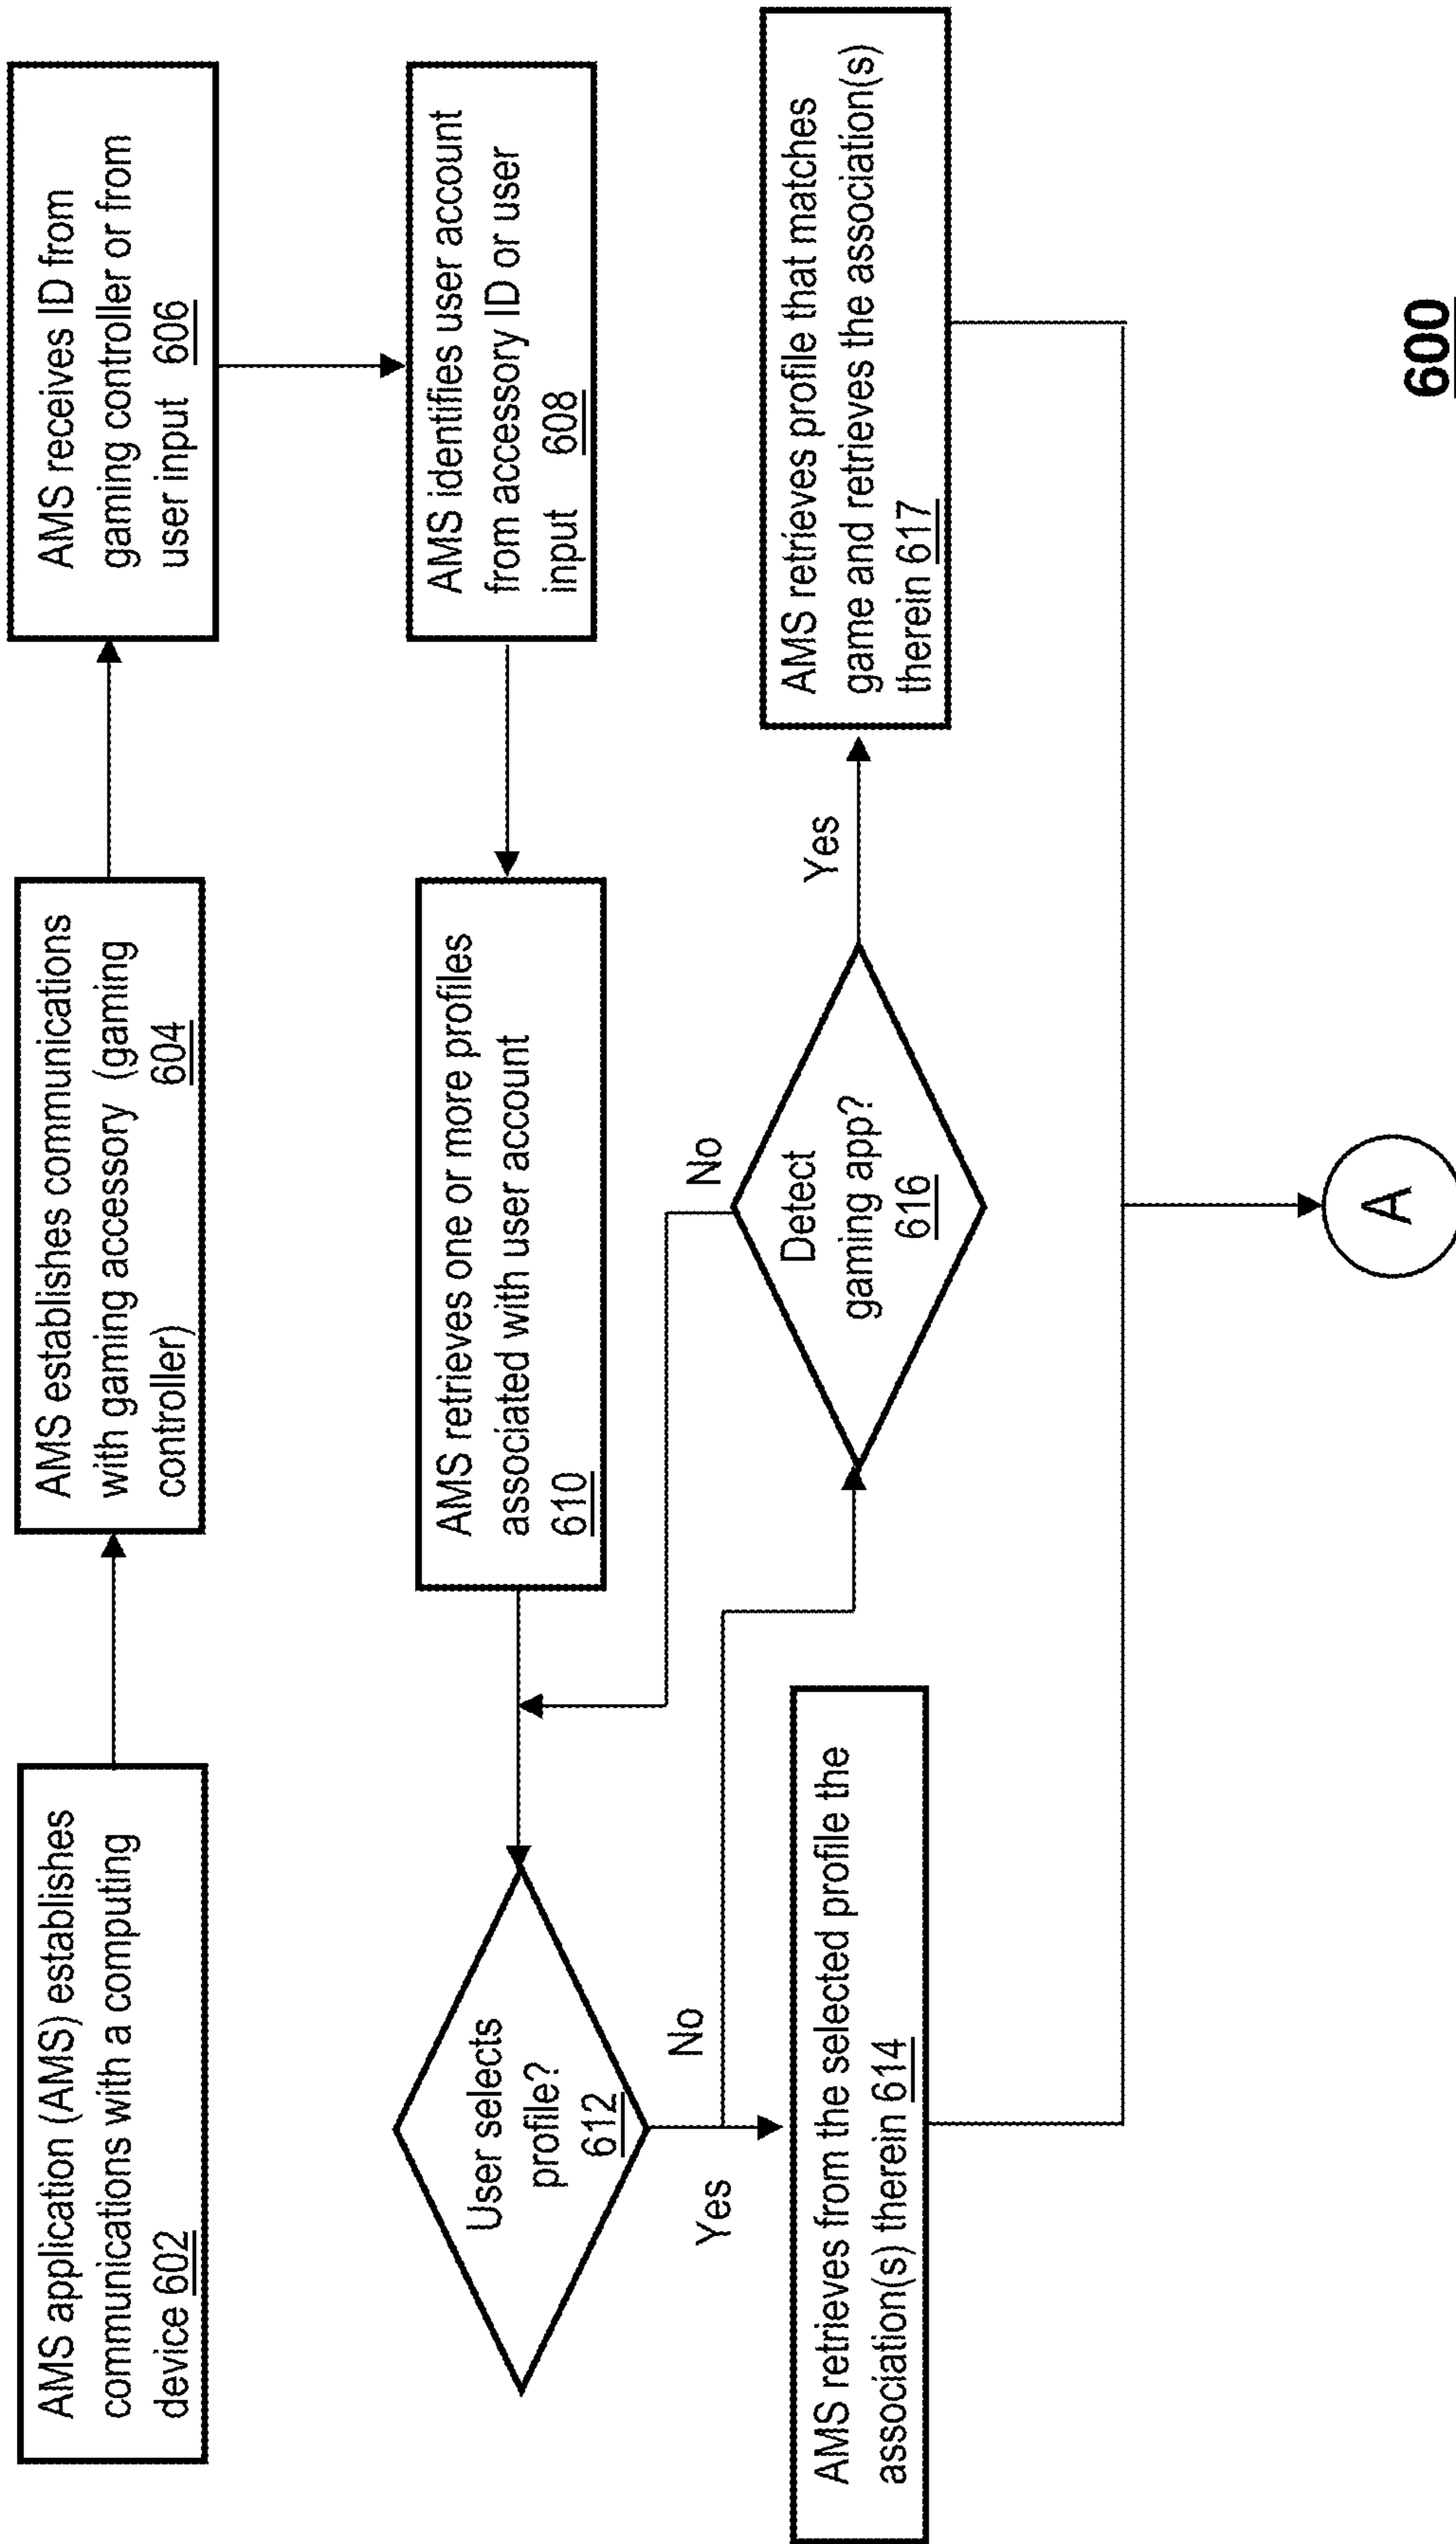 AMS application (AMS) establishes
communications with a computing
device 602
AMS establishes communications
with gaming accessory (gaming
controller) 604
AMS receives ID from
gaming controller or from
user input 606
AMS identifies user account
from accessory ID or user
input 608
AMS retrieves one or more profiles
associated with user account
610
User selects
profile?
612
No
Yes
AMS retrieves from the selected profile the
association(s) therein 614
Detect
gaming app?
616
No
Yes
AMS retrieves profile that matches
game and retrieves the association(s)
therein 617
A
600